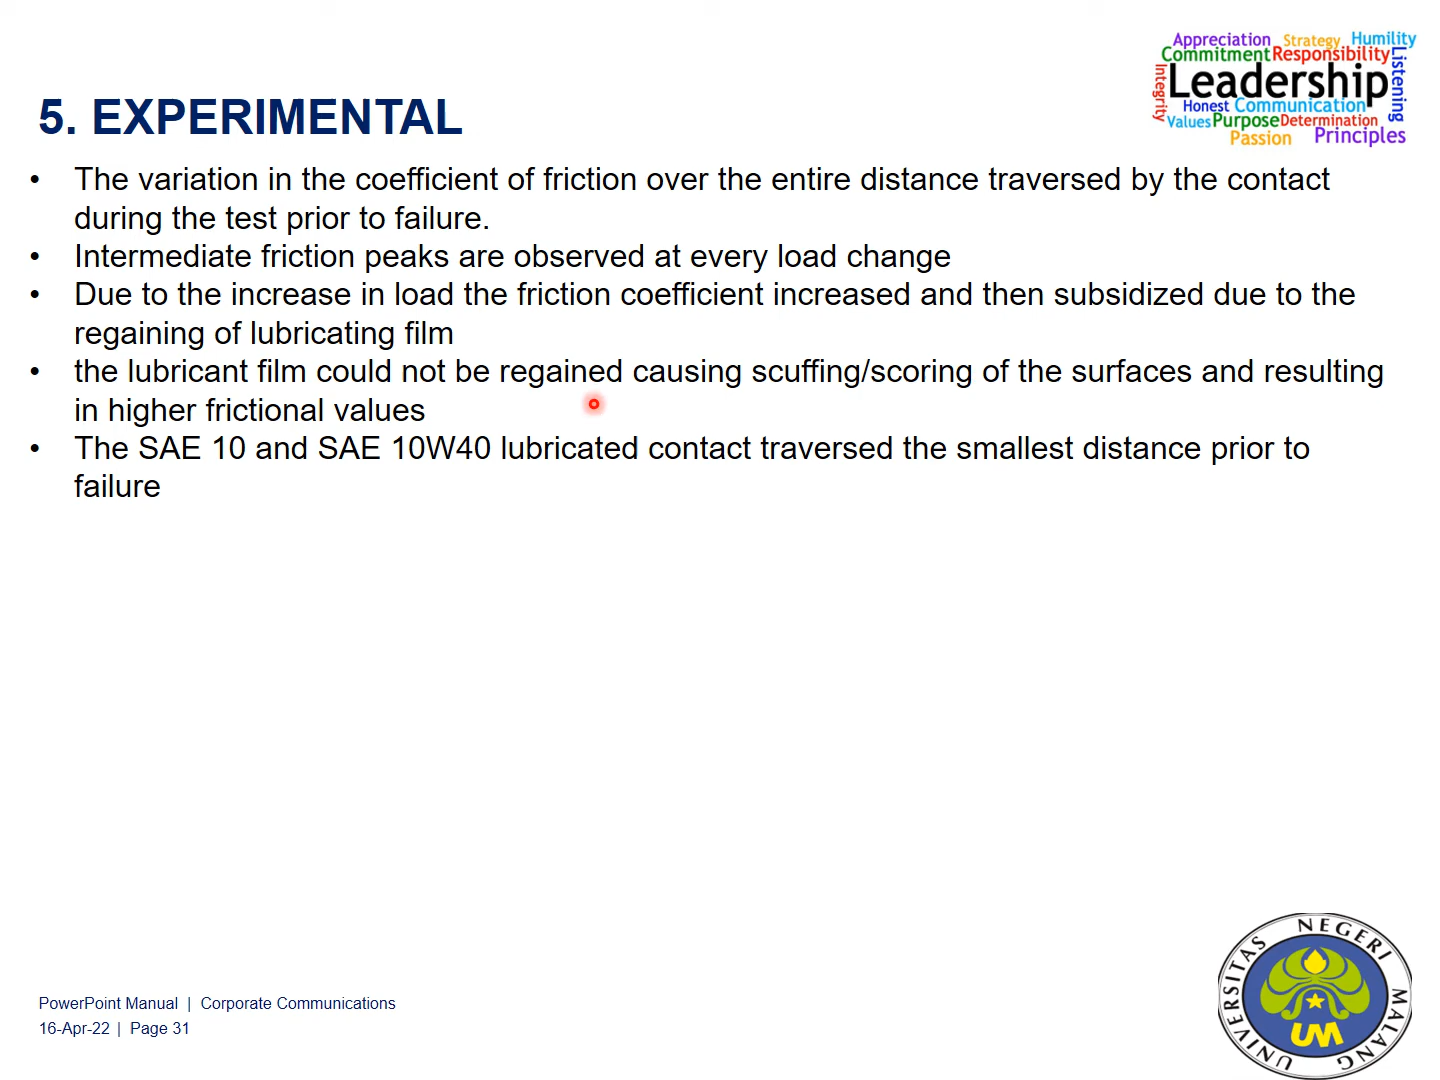 Appreciation Strategy Humility
Commitment Responsibility
Integrity
Leadership
Listening
Honest Communication
Values Purpose Determination
Passion Principles
5. EXPERIMENTAL
• The variation in the coefficient of friction over the entire distance traversed by the contact
during the test prior to failure.
• Intermediate friction peaks are observed at every load change
• Due to the increase in load the friction coefficient increased and then subsidized due to the
regaining of lubricating film
• the lubricant film could not be regained causing scuffing/scoring of the surfaces and resulting
in higher frictional values
• The SAE 10 and SAE 10W40 lubricated contact traversed the smallest distance prior to
failure
PowerPoint Manual | Corporate Communications
16-Apr-22 | Page 31
UNIVERSITAS NEGERI MALANG
UM